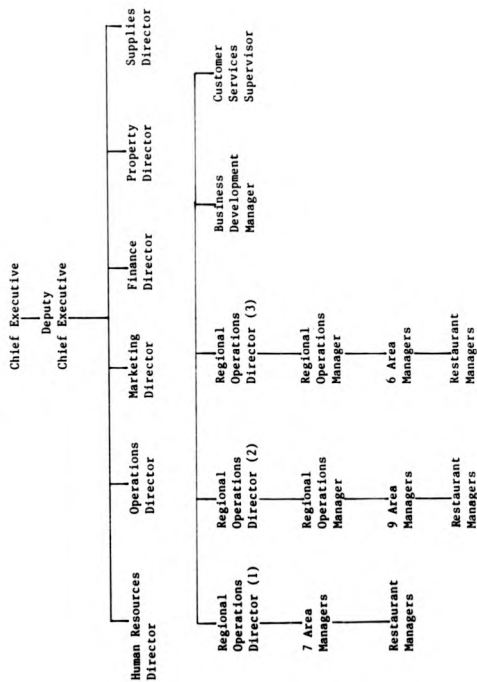 Chief Executive
Deputy
Chief Executive
Human Resources
Director
Operations
Director
Marketing
Director
Finance
Director
Property
Director
Supplies
Director
Regional
Operations
Director (1)
Regional
Operations
Director (2)
Regional
Operations
Director (3)
Business
Development
Manager
Customer
Services
Supervisor
7 Area
Managers
Regional
Operations
Manager
Regional
Operations
Manager
Restaurant
Managers
9 Area
Managers
6 Area
Managers
Restaurant
Managers
Restaurant
Managers